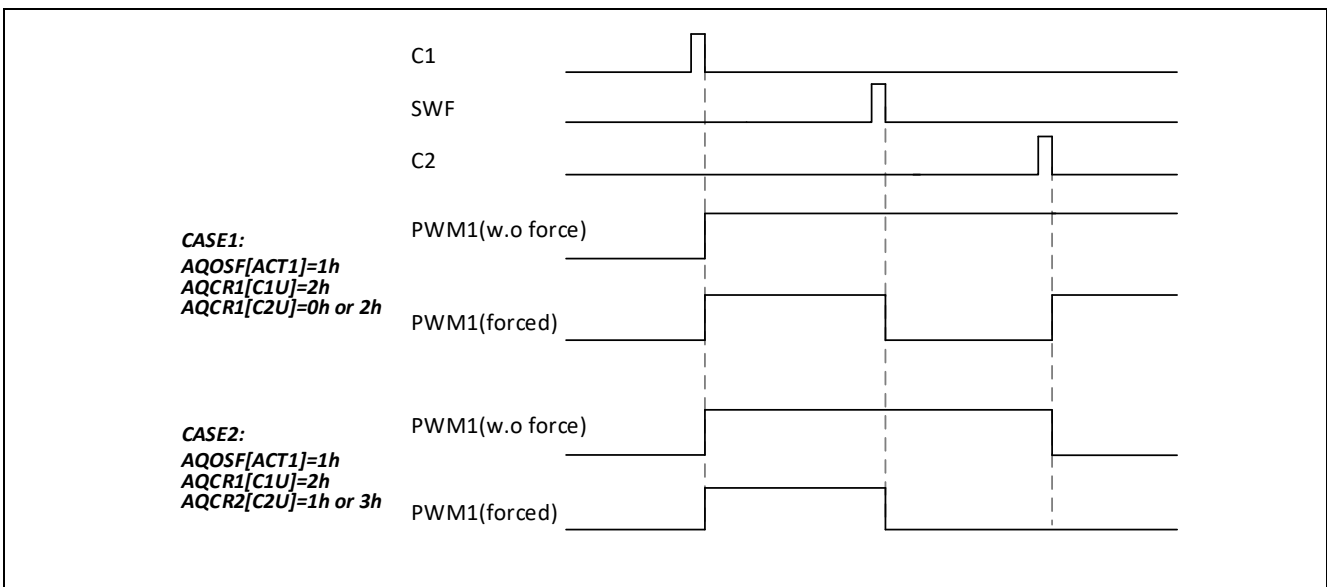 C1
SWF
C2
PWM1(w.o force)
CASE1:
AQOSF[ACT1]=1h
AQCR1[C1U]=2h
AQCR1[C2U]=0h or 2h
PWM1(forced)
PWM1(w.o force)
CASE2:
AQOSF[ACT1]=1h
AQCR1[C1U]=2h
AQCR2[C2U]=1h or 3h
PWM1(forced)